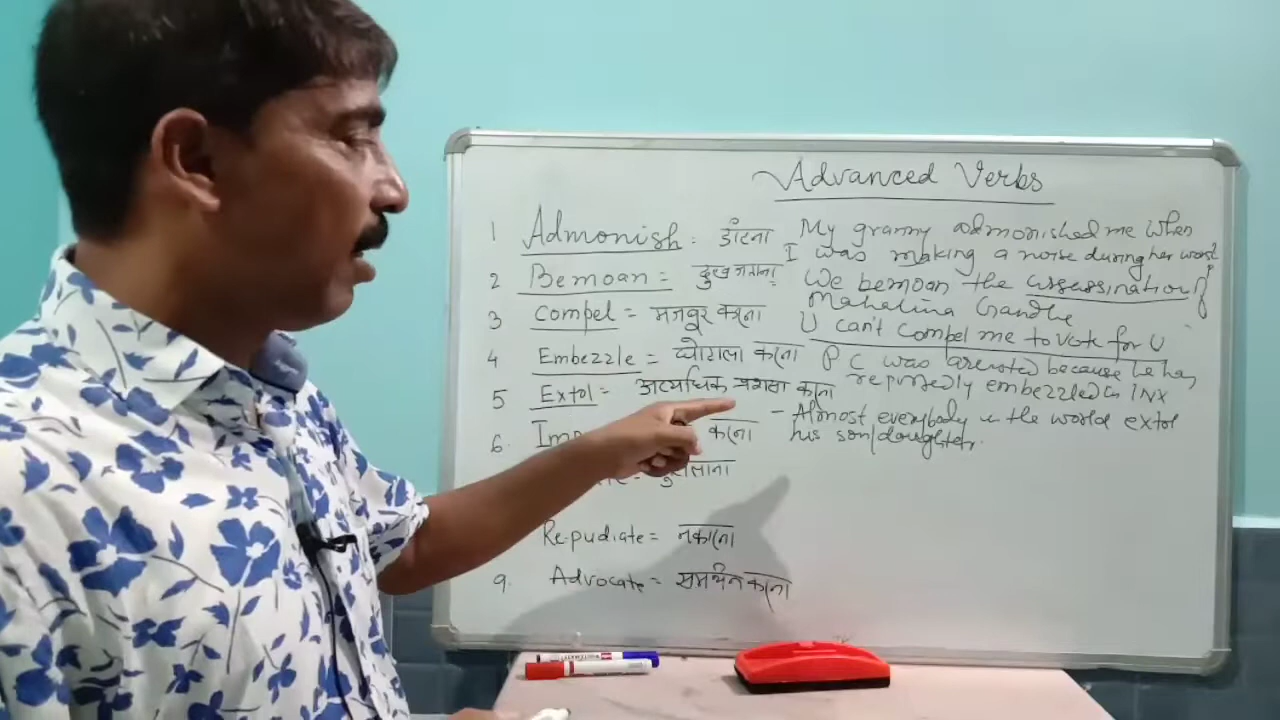 Advanced Verbs
1 Admonish : डांटना My granny admonished me when
I was making a noise during her
2 Bemoan = दुख जताना We bemoan the assassination of
Mahatma Gandhi
3 Compel = मजबूर करना U can't compel me to vote for U
4 Embezzle = घोटाला करना P C was because he has
reportedly embezzled in INX
5 Extol = अत्यधिक प्रशंसा करना
- Almost everybody in the world extol
his son/daughter.
6. Imp करना
Repudiate = नकारना
9. Advocate = समर्थन करना